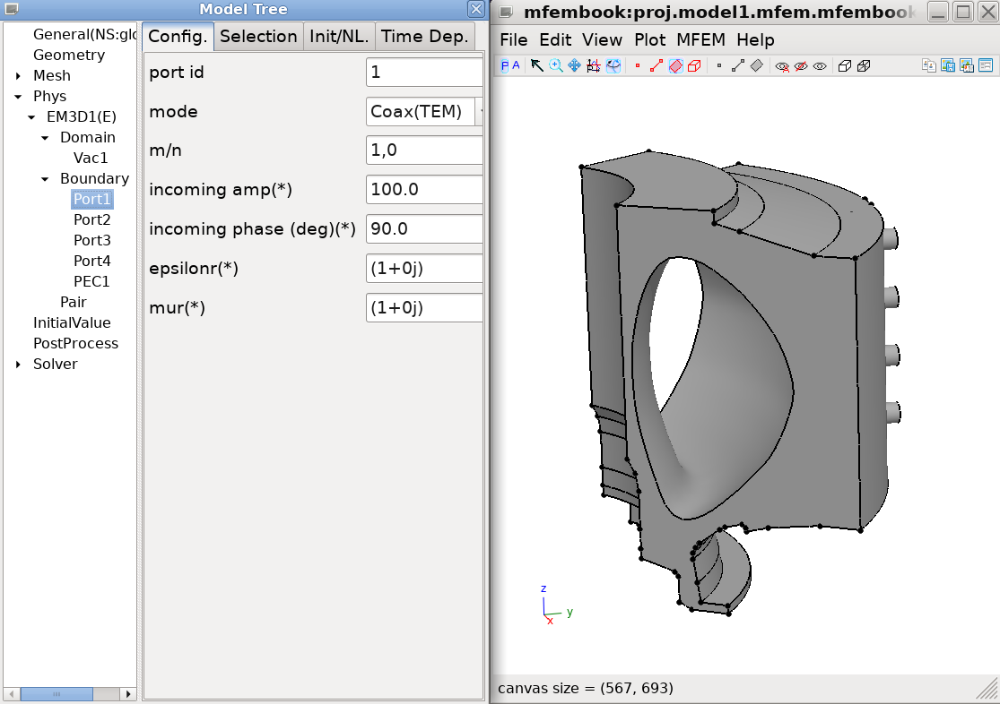 Model Tree
General(NS:glo
Geometry
Mesh
Phys
EM3D1(E)
Domain
Vac1
Boundary
Port1
Port2
Port3
Port4
PEC1
Pair
InitialValue
PostProcess
Solver
Config. Selection Init/NL. Time Dep.
port id 1
mode Coax(TEM)
m/n 1,0
incoming amp(*) 100.0
incoming phase (deg)(*) 90.0
epsilonr(*) (1+0j)
mur(*) (1+0j)
mfembook:proj.model1.mfem.mfembook
File Edit View Plot MFEM Help
P A
z
y
x
canvas size = (567, 693)